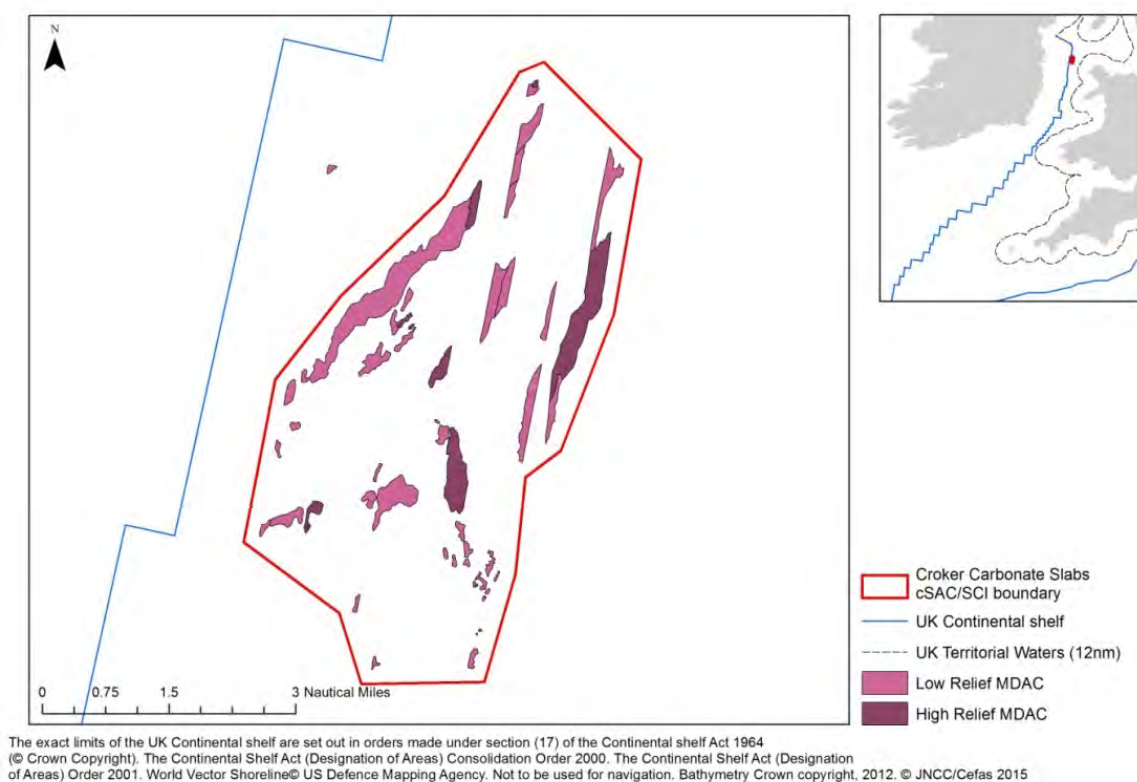 N
0 0.75 1.5 3 Nautical Miles
Croker Carbonate Slabs
cSAC/SCI boundary
UK Continental shelf
UK Territorial Waters (12nm)
Low Relief MDAC
High Relief MDAC
The exact limits of the UK Continental shelf are set out in orders made under section (17) of the Continental shelf Act 1964
(© Crown Copyright). The Continental Shelf Act (Designation of Areas) Consolidation Order 2000. The Continental Shelf Act (Designation
of Areas) Order 2001. World Vector Shoreline© US Defence Mapping Agency. Not to be used for navigation. Bathymetry Crown copyright, 2012. © JNCC/Cefas 2015